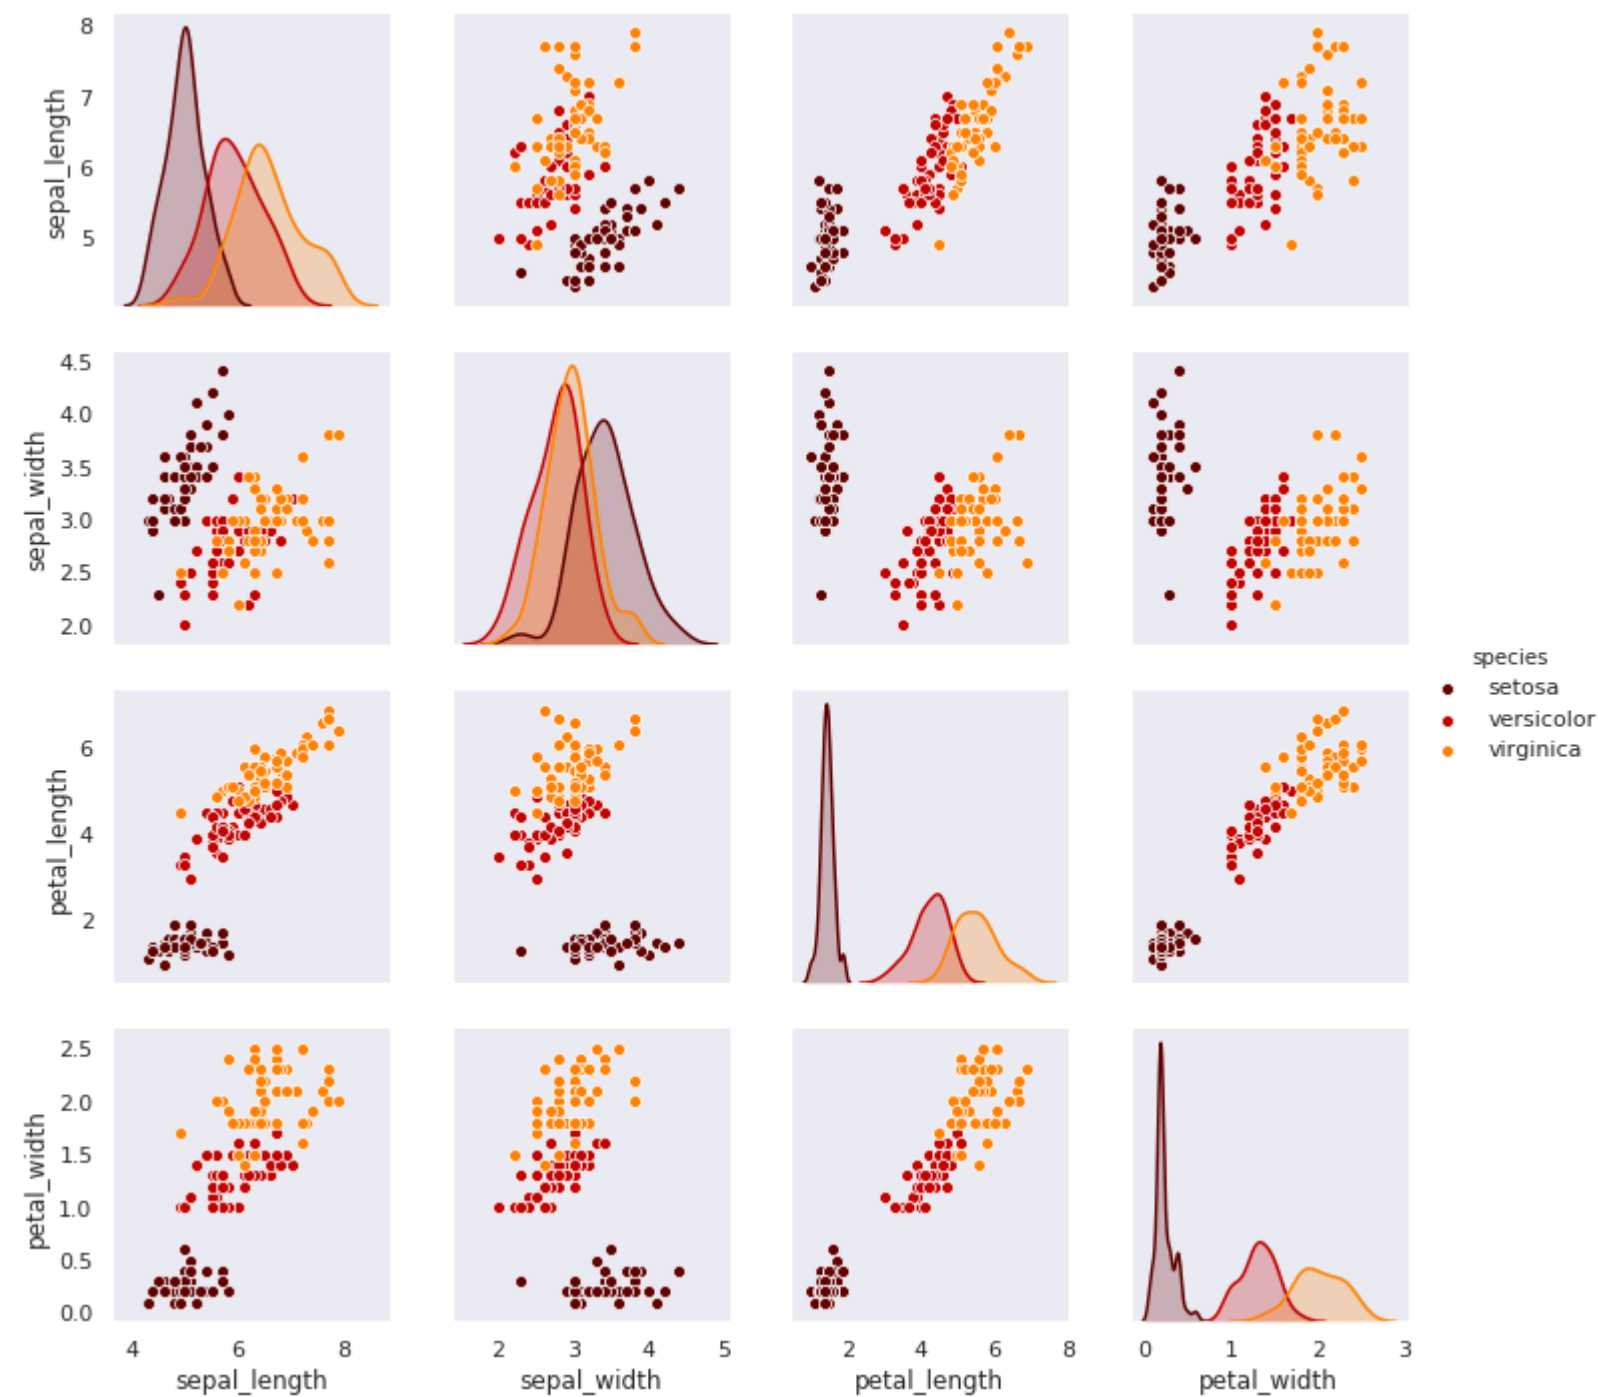 8
7
6
5
sepal_length
4.5
4.0
3.5
3.0
2.5
2.0
sepal_width
species
setosa
versicolor
virginica
6
4
2
petal_length
2.5
2.0
1.5
1.0
0.5
0.0
petal_width
4 6 8
sepal_length
2 3 4 5
sepal_width
2 4 6 8
petal_length
0 1 2 3
petal_width